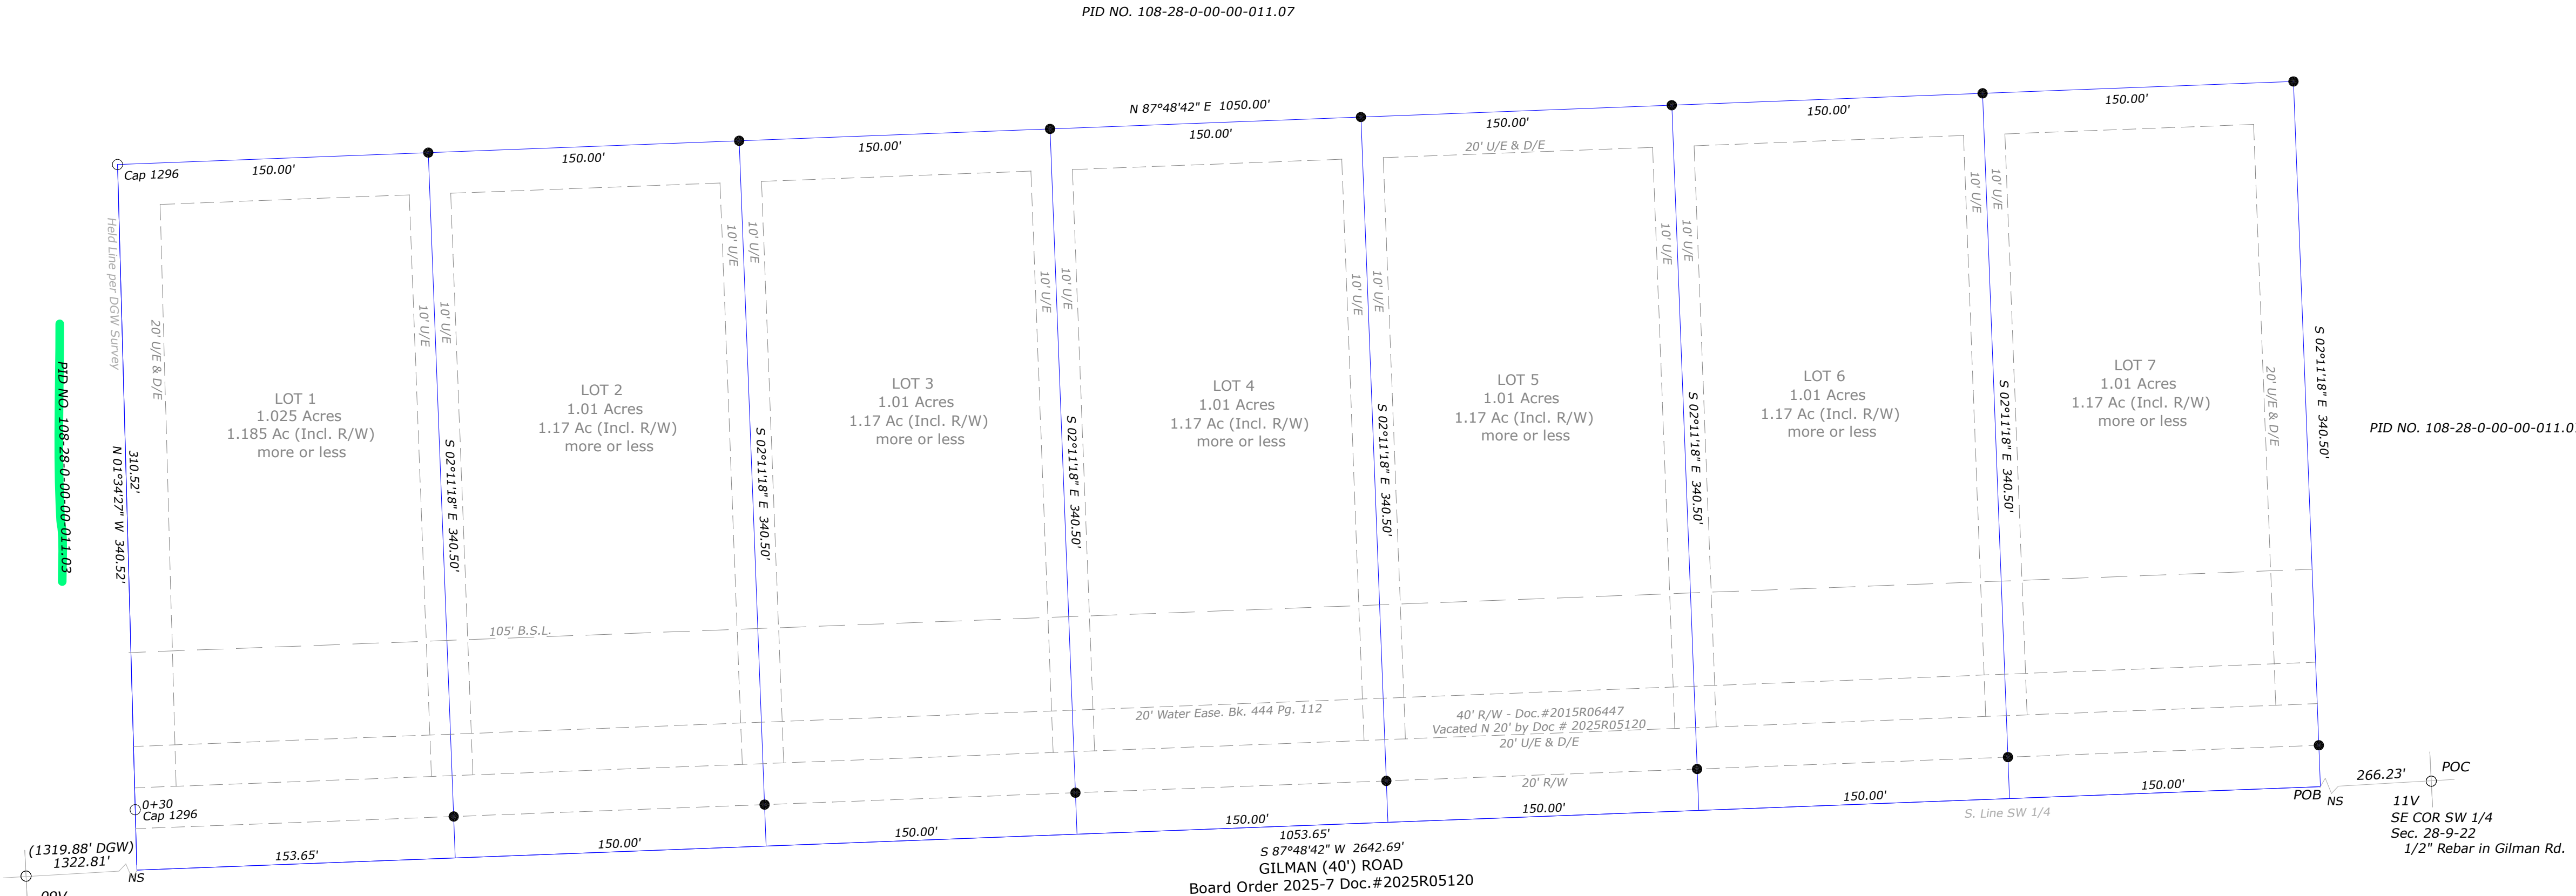 PID NO. 108-28-0-00-00-011.07
N 87°48'42" E  1050.00'
150.00'
150.00'
150.00'
150.00'
150.00'
150.00'
150.00'
Cap 1296
20' U/E & D/E
Held Line per DGW Survey
20' U/E & D/E
10' U/E
10' U/E
10' U/E
10' U/E
10' U/E
10' U/E
10' U/E
10' U/E
10' U/E
10' U/E
10' U/E
10' U/E
20' U/E & D/E
PID NO. 108-28-0-00-00-011.03
310.52'
N 01°34'27" W  340.52'
LOT 1
1.025 Acres
1.185 Ac (Incl. R/W)
more or less
S 02°11'18" E  340.50'
LOT 2
1.01 Acres
1.17 Ac (Incl. R/W)
more or less
S 02°11'18" E  340.50'
LOT 3
1.01 Acres
1.17 Ac (Incl. R/W)
more or less
S 02°11'18" E  340.50'
LOT 4
1.01 Acres
1.17 Ac (Incl. R/W)
more or less
S 02°11'18" E  340.50'
LOT 5
1.01 Acres
1.17 Ac (Incl. R/W)
more or less
S 02°11'18" E  340.50'
LOT 6
1.01 Acres
1.17 Ac (Incl. R/W)
more or less
S 02°11'18" E  340.50'
LOT 7
1.01 Acres
1.17 Ac (Incl. R/W)
more or less
S 02°11'18" E  340.50'
PID NO. 108-28-0-00-00-011.0
105' B.S.L.
20' Water Ease. Bk. 444 Pg. 112
40' R/W - Doc.#2015R06447
Vacated N 20' by Doc # 2025R05120
20' U/E & D/E
20' R/W
0+30
Cap 1296
(1319.88' DGW)
1322.81'
NS
09V
153.65'
150.00'
150.00'
150.00'
150.00'
150.00'
150.00'
1053.65'
S 87°48'42" W  2642.69'
GILMAN (40') ROAD
Board Order 2025-7 Doc.#2025R05120
S. Line SW 1/4
POB
NS
266.23'
POC
11V
SE COR SW 1/4
Sec. 28-9-22
1/2" Rebar in Gilman Rd.